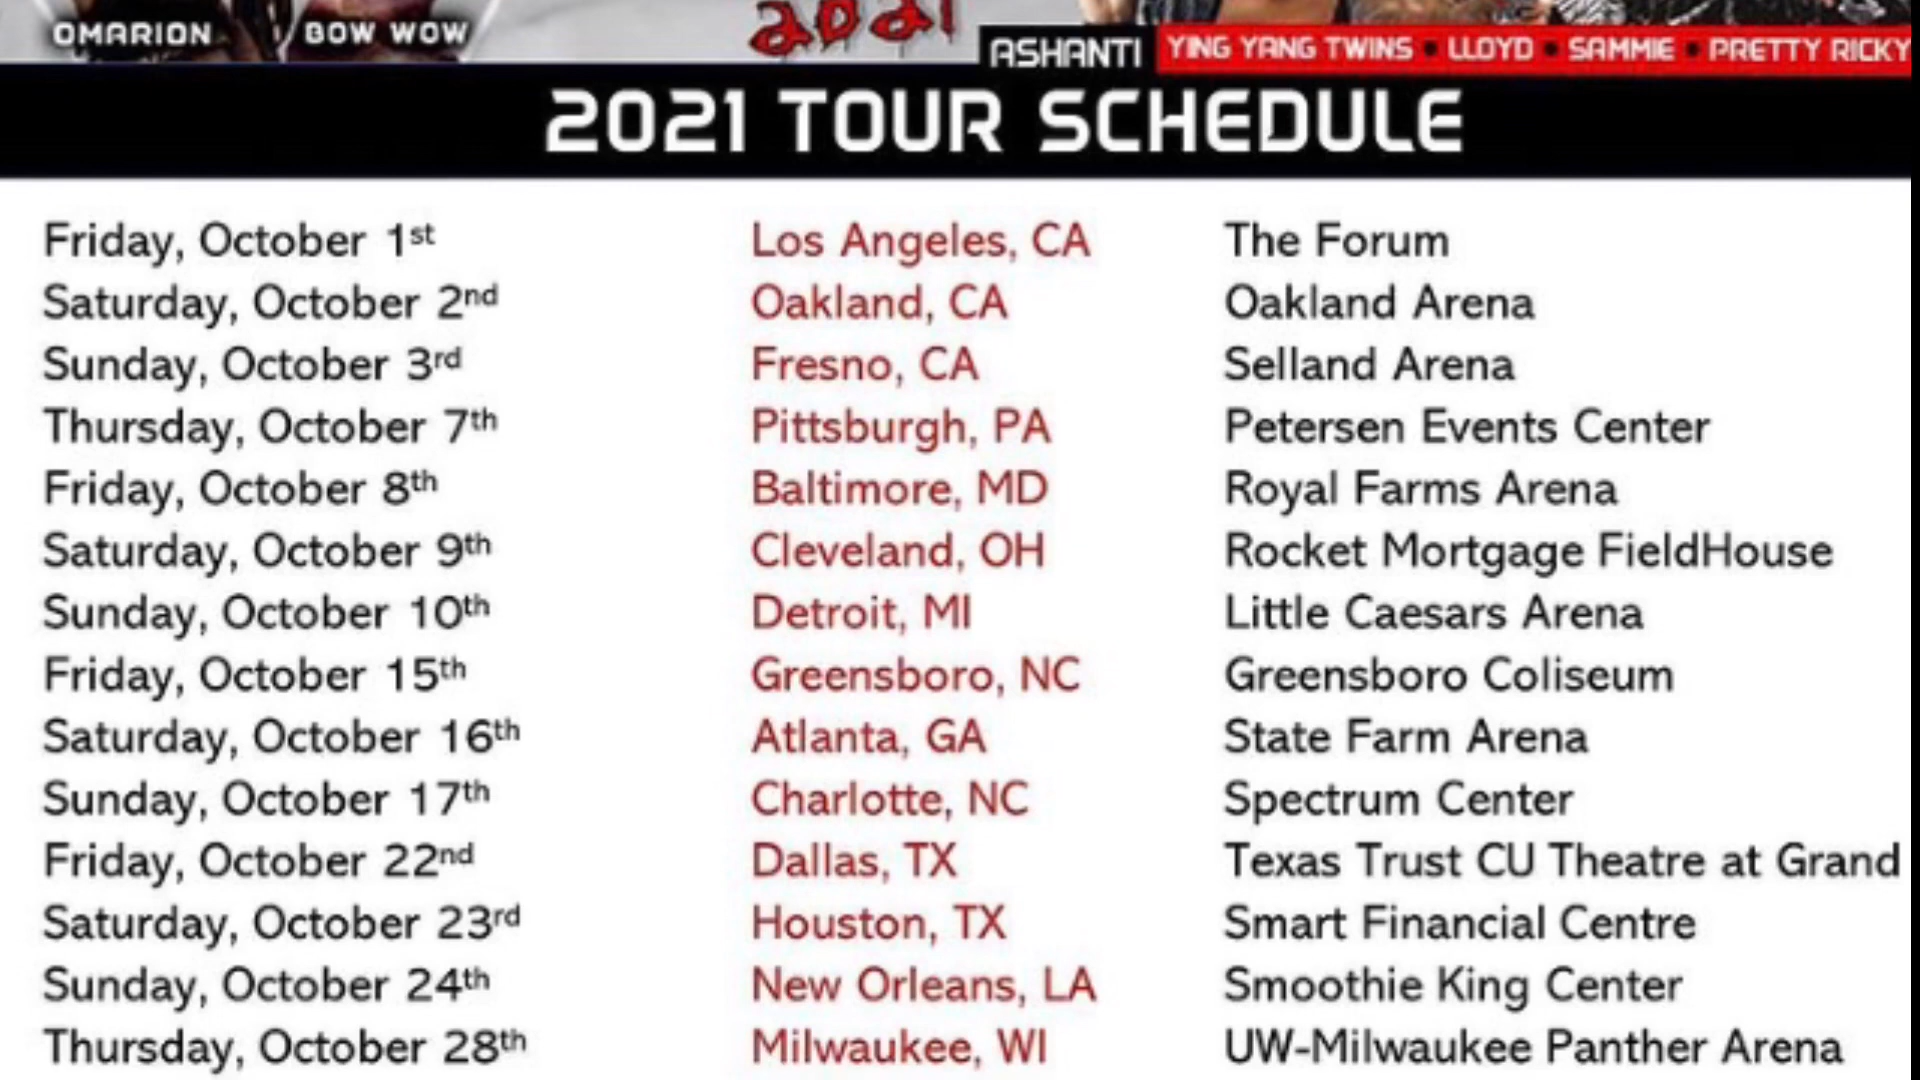 OMARION BOW WOW
2021
ASHANTI YING YANG TWINS • LLOYD • SAMMIE • PRETTY RICKY
2021 TOUR SCHEDULE
Friday, October 1st Los Angeles, CA The Forum
Saturday, October 2nd Oakland, CA Oakland Arena
Sunday, October 3rd Fresno, CA Selland Arena
Thursday, October 7th Pittsburgh, PA Petersen Events Center
Friday, October 8th Baltimore, MD Royal Farms Arena
Saturday, October 9th Cleveland, OH Rocket Mortgage FieldHouse
Sunday, October 10th Detroit, MI Little Caesars Arena
Friday, October 15th Greensboro, NC Greensboro Coliseum
Saturday, October 16th Atlanta, GA State Farm Arena
Sunday, October 17th Charlotte, NC Spectrum Center
Friday, October 22nd Dallas, TX Texas Trust CU Theatre at Grand
Saturday, October 23rd Houston, TX Smart Financial Centre
Sunday, October 24th New Orleans, LA Smoothie King Center
Thursday, October 28th Milwaukee, WI UW-Milwaukee Panther Arena